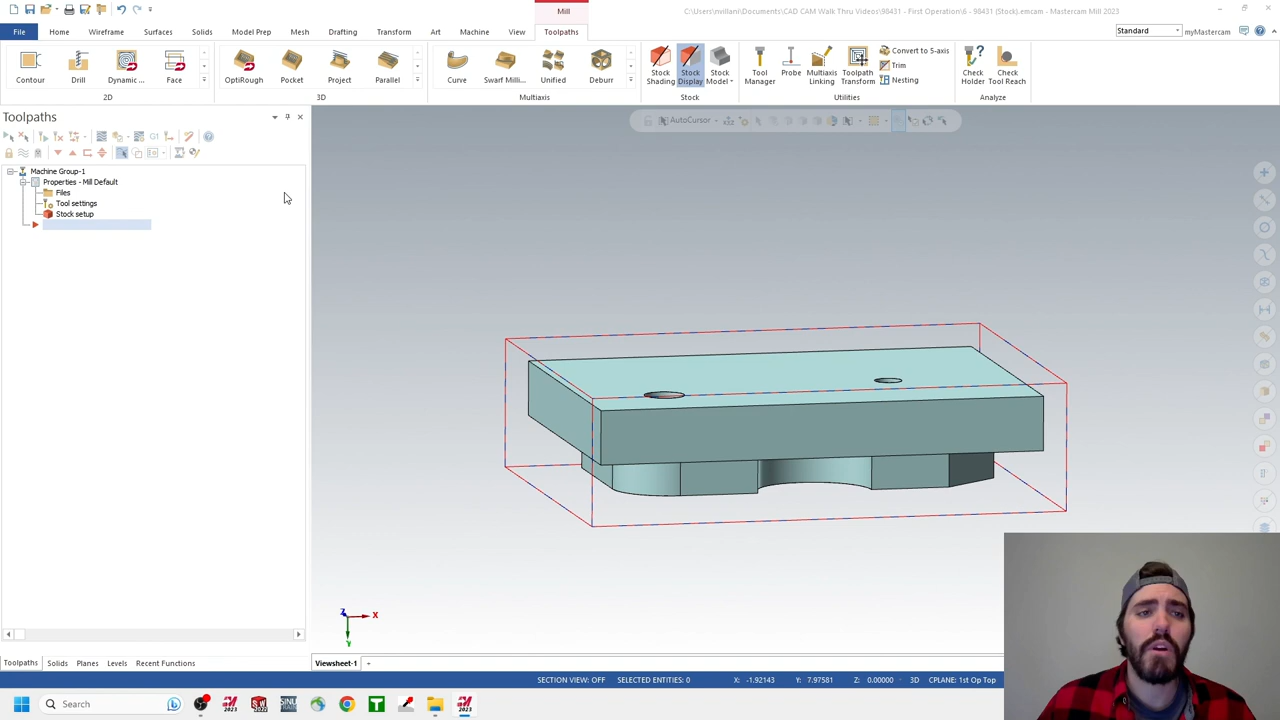 Mill
C:\Users\millani\Documents\CAD CAM Walk Thru Videos\98431 - First Operation\6 - 98431 (Stock).emcam - Mastercam Mill 2023
File Home Wireframe Surfaces Solids Model Prep Mesh Drafting Art Transform Machine View Toolpaths
Standard
myMastercam
Contour Drill Dynamic ... Face
OptiRough Pocket Project Parallel
Curve Swarf Milli... Unified Deburr
Stock Shading
Stock Display
Stock Model
Tool Manager
Probe
Multiaxis Linking
Toolpath Transform
Convert to 5-axis
Trim
Nesting
Check Holder
Check Tool Reach
2D 3D Multiaxis Stock Utilities Analyze
Toolpaths
AutoCursor
G1
Machine Group-1
Properties - Mill Default
Files
Tool settings
Stock setup
Z
X
Y
Toolpaths Solids Planes Levels Recent Functions
Viewsheet-1 +
SECTION VIEW: OFF SELECTED ENTITIES: 0 X: -1.92143 Y: 7.97581 Z: 0.00000 3D CPLANE: 1st Op Top
Search